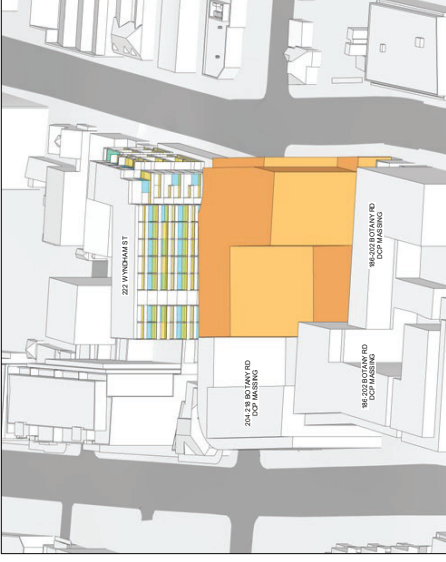 222 WYNDHAM ST
186-202 BOTANY RD
DCP MASSING
204-218 BOTANY RD
DCP MASSING
186-202 BOTANY RD
DCP MASSING